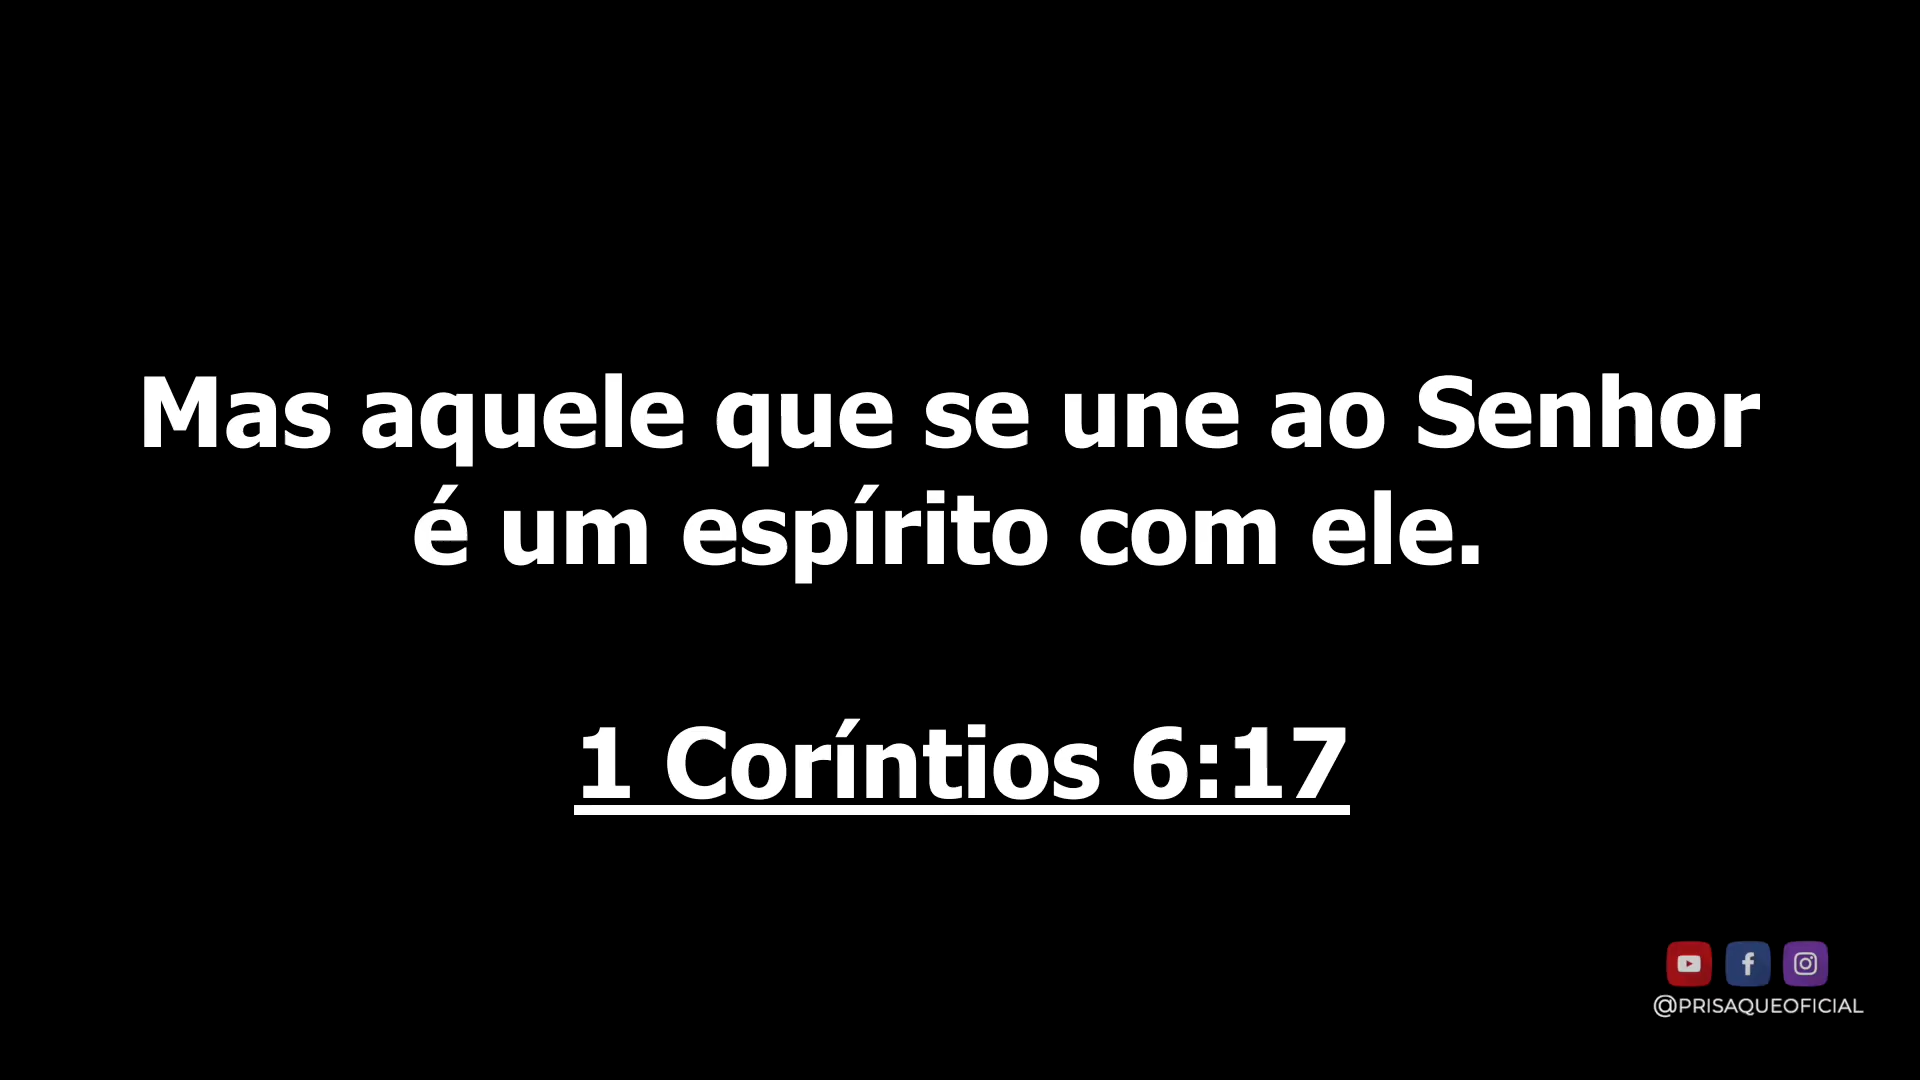 Mas aquele que se une ao Senhor
é um espírito com ele.
1 Coríntios 6:17
@PRISAQUEOFICIAL